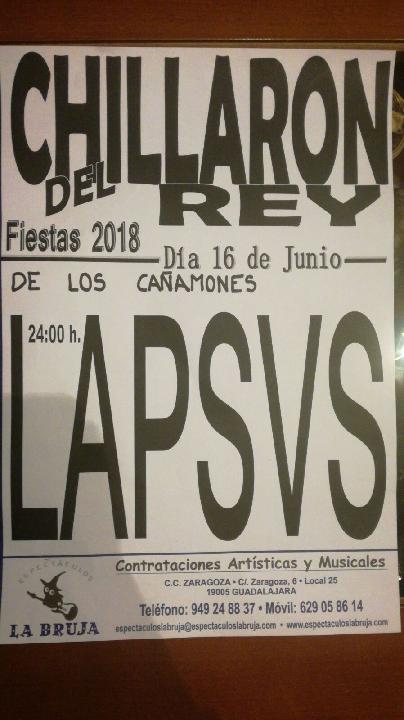 CHILLARON
DEL REY
Fiestas 2018
Día 16 de Junio
DE LOS CAÑAMONES
24:00 h.
LAPSVS
Contrataciones Artísticas y Musicales
C.C. ZARAGOZA • C/. Zaragoza, 6 • Local 25
19005 GUADALAJARA
Teléfono: 949 24 88 37 • Móvil: 629 05 86 14
espectaculoslabruja@espectaculoslabruja.com • www.espectaculoslabruja.com
ESPECTACULOS
LA BRUJA